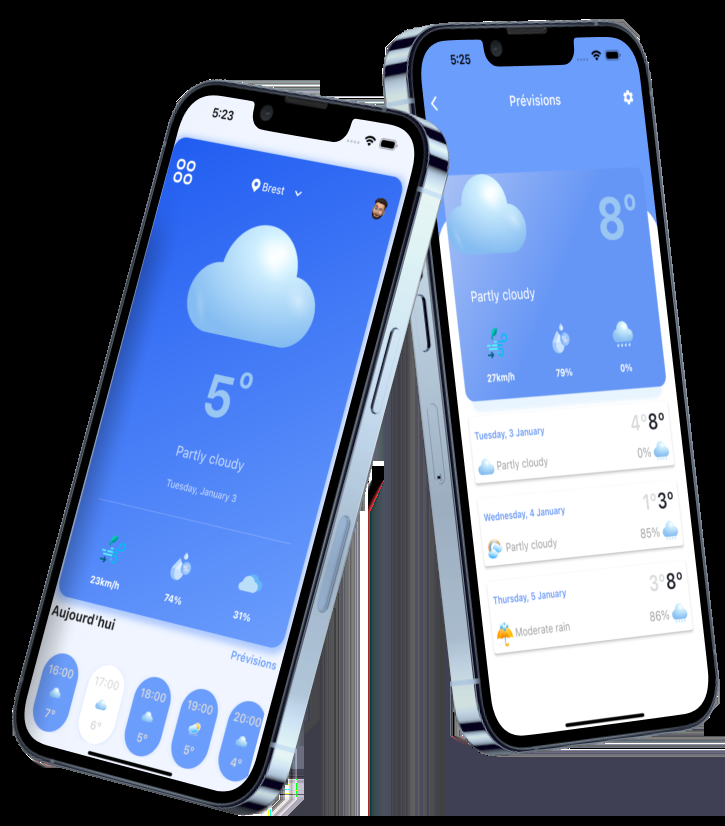 5:23
Brest
5°
Partly cloudy
Tuesday, January 3
23km/h
74%
31%
Aujourd'hui
Prévisions
16:00
7°
17:00
6°
18:00
5°
19:00
5°
20:00
4°
5:25
Prévisions
8°
Partly cloudy
27km/h
79%
0%
Tuesday, 3 January
4°8°
Partly cloudy
0%
Wednesday, 4 January
1°3°
Partly cloudy
85%
Thursday, 5 January
3°8°
Moderate rain
86%